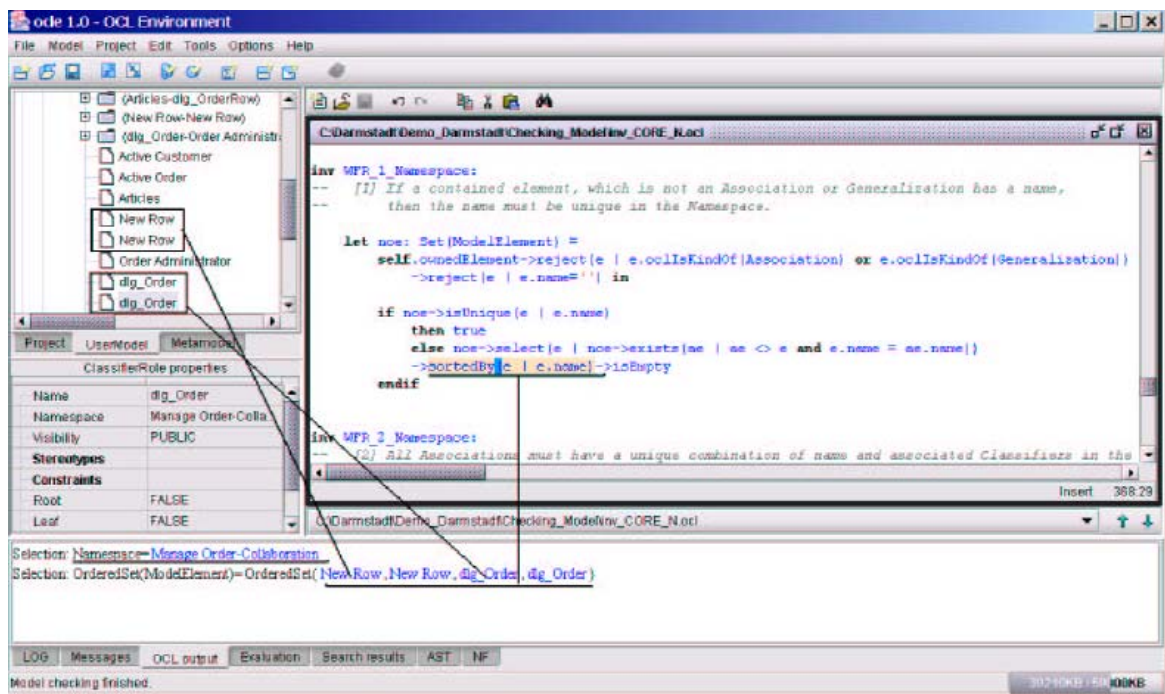 ocle 1.0 - OCL Environment
File Model Project Edit Tools Options Help
(Articles-dlg_OrderRow)
(New Row-New Row)
(dlg_Order-Order Administr
Active Customer
Active Order
Articles
New Row
New Row
Order Administrator
dlg_Order
dlg_Order
Project UserModel Metamodel
ClassifierRole properties
Name dlg_Order
Namespace Manage Order-Colla
Visibility PUBLIC
Stereotypes
Constraints
Root FALSE
Leaf FALSE
C:\Darmstadt\Demo_Darmstadt\Checking_Model\inv_CORE_N.ocl
inv WFR_1_Namespace:
-- [1] If a contained element, which is not an Association or Generalization has a name,
-- then the name must be unique in the Namespace.
let noe: Set(ModelElement) =
self.ownedElement->reject(e | e.oclIsKindOf(Association) or e.oclIsKindOf(Generalization))
->reject(e | e.name='') in
if noe->isUnique(e | e.name)
then true
else noe->select(e | noe->exists(me | me <> e and e.name = me.name))
->sortedBy(e | e.name)->isEmpty
endif
inv WFR_2_Namespace:
-- [2] All Associations must have a unique combination of name and associated Classifiers in the
Insert 368:29
C:\Darmstadt\Demo_Darmstadt\Checking_Model\inv_CORE_N.ocl
Selection: Namespace=Manage Order-Collaboration
Selection: OrderedSet(ModelElement)=OrderedSet( New Row , New Row , dlg_Order , dlg_Order )
LOG Messages OCL output Evaluation Search results AST NF
Model checking finished.